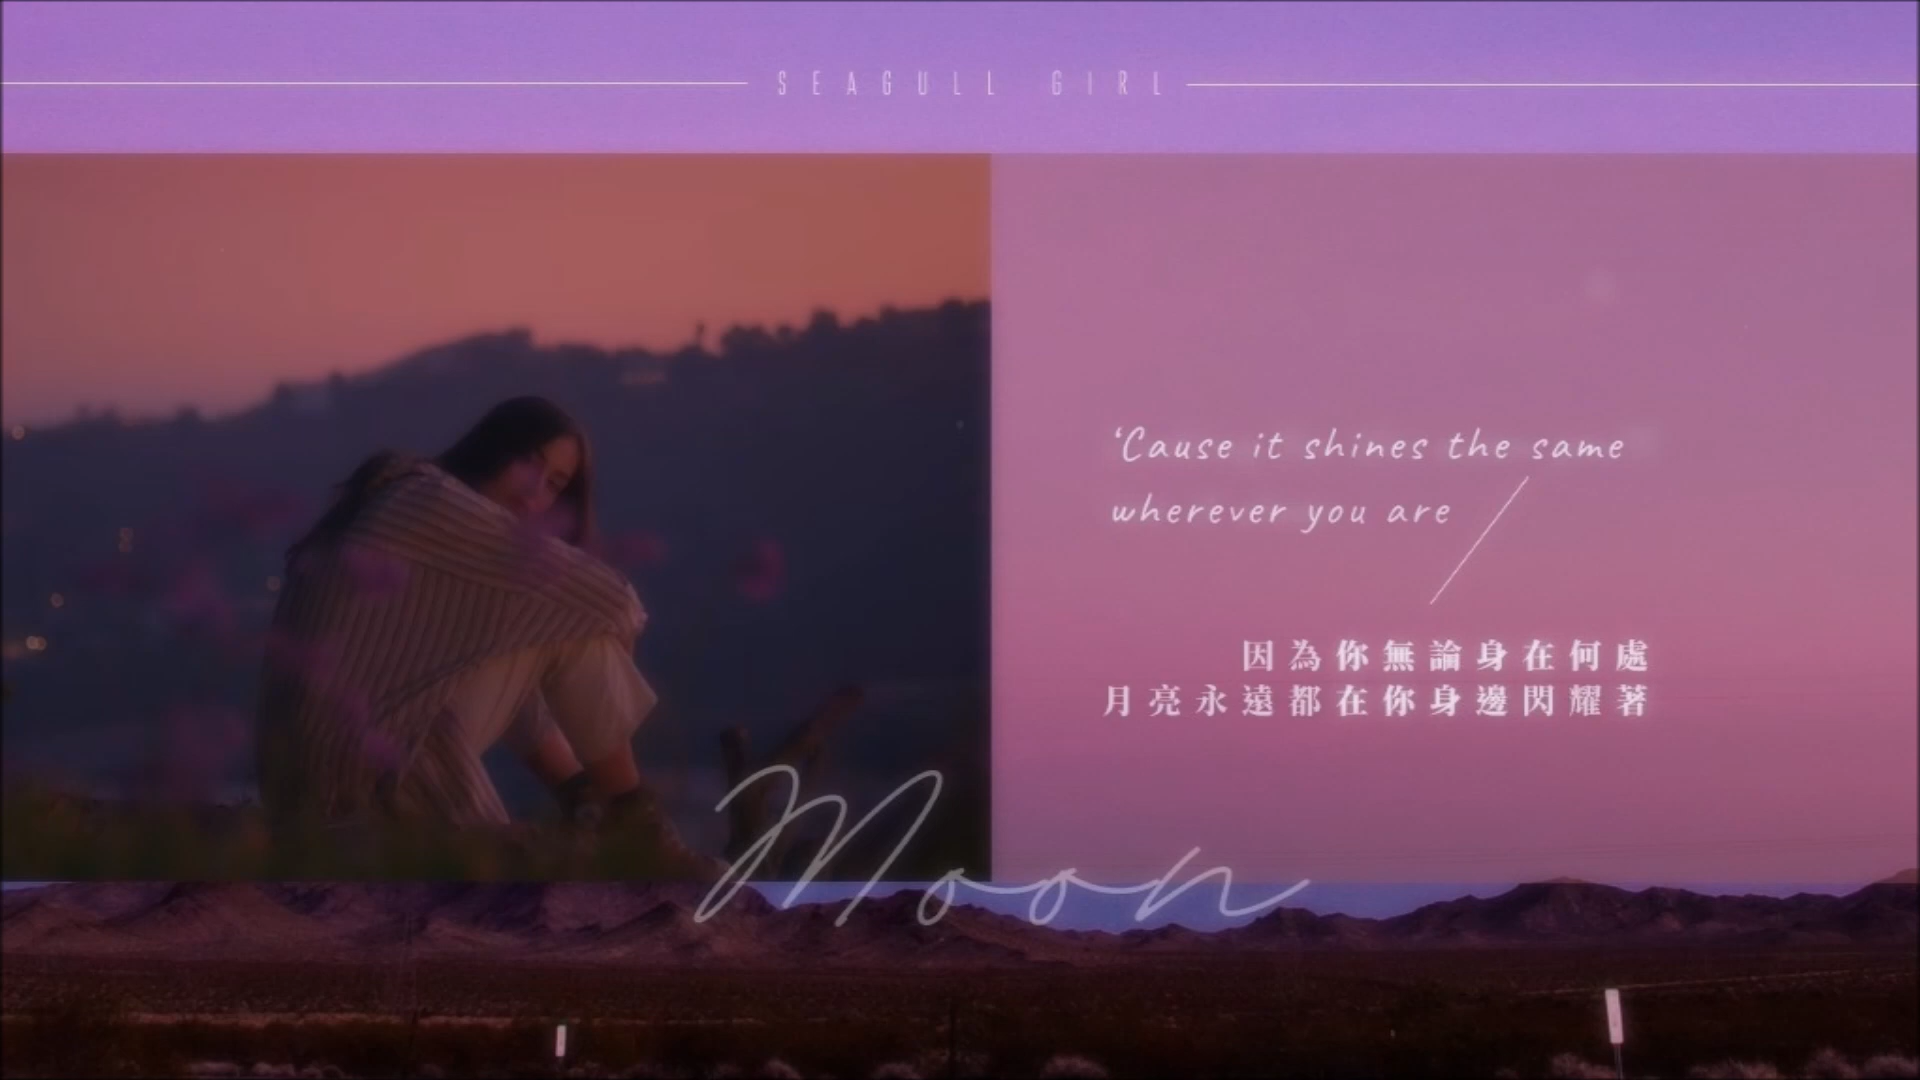 SEAGULL GIRL
‘Cause it shines the same
wherever you are
因為你無論身在何處
月亮永遠都在你身邊閃耀著
Moon